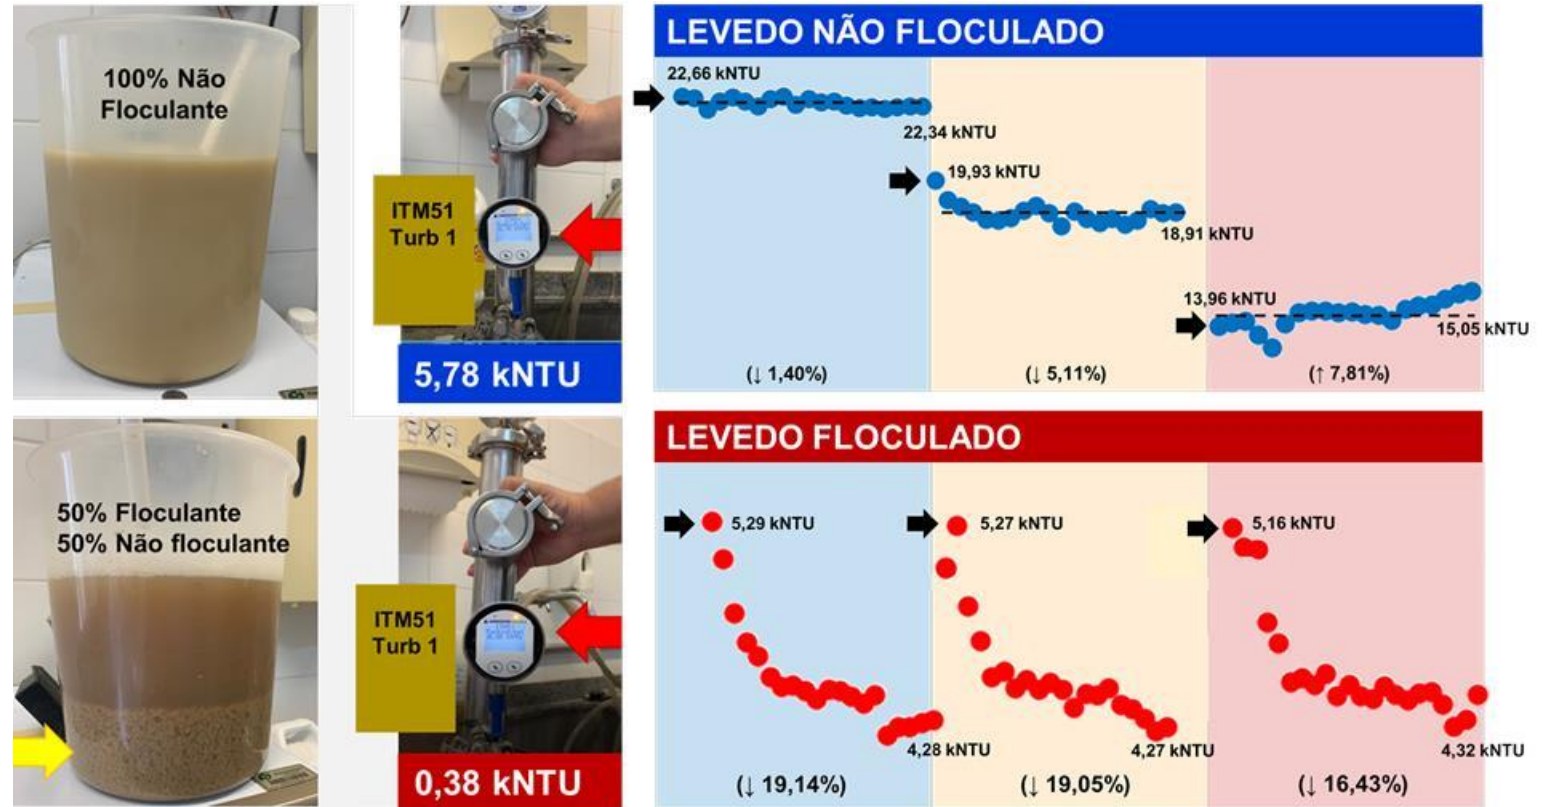 100% Não
Floculante
ITM51
Turb 1
5,78 kNTU
LEVEDO NÃO FLOCULADO
22,66 kNTU
22,34 kNTU
19,93 kNTU
18,91 kNTU
13,96 kNTU
15,05 kNTU
(↓ 1,40%)
(↓ 5,11%)
(↑ 7,81%)
50% Floculante
50% Não floculante
ITM51
Turb 1
0,38 kNTU
LEVEDO FLOCULADO
5,29 kNTU
5,27 kNTU
5,16 kNTU
4,28 kNTU
4,27 kNTU
4,32 kNTU
(↓ 19,14%)
(↓ 19,05%)
(↓ 16,43%)